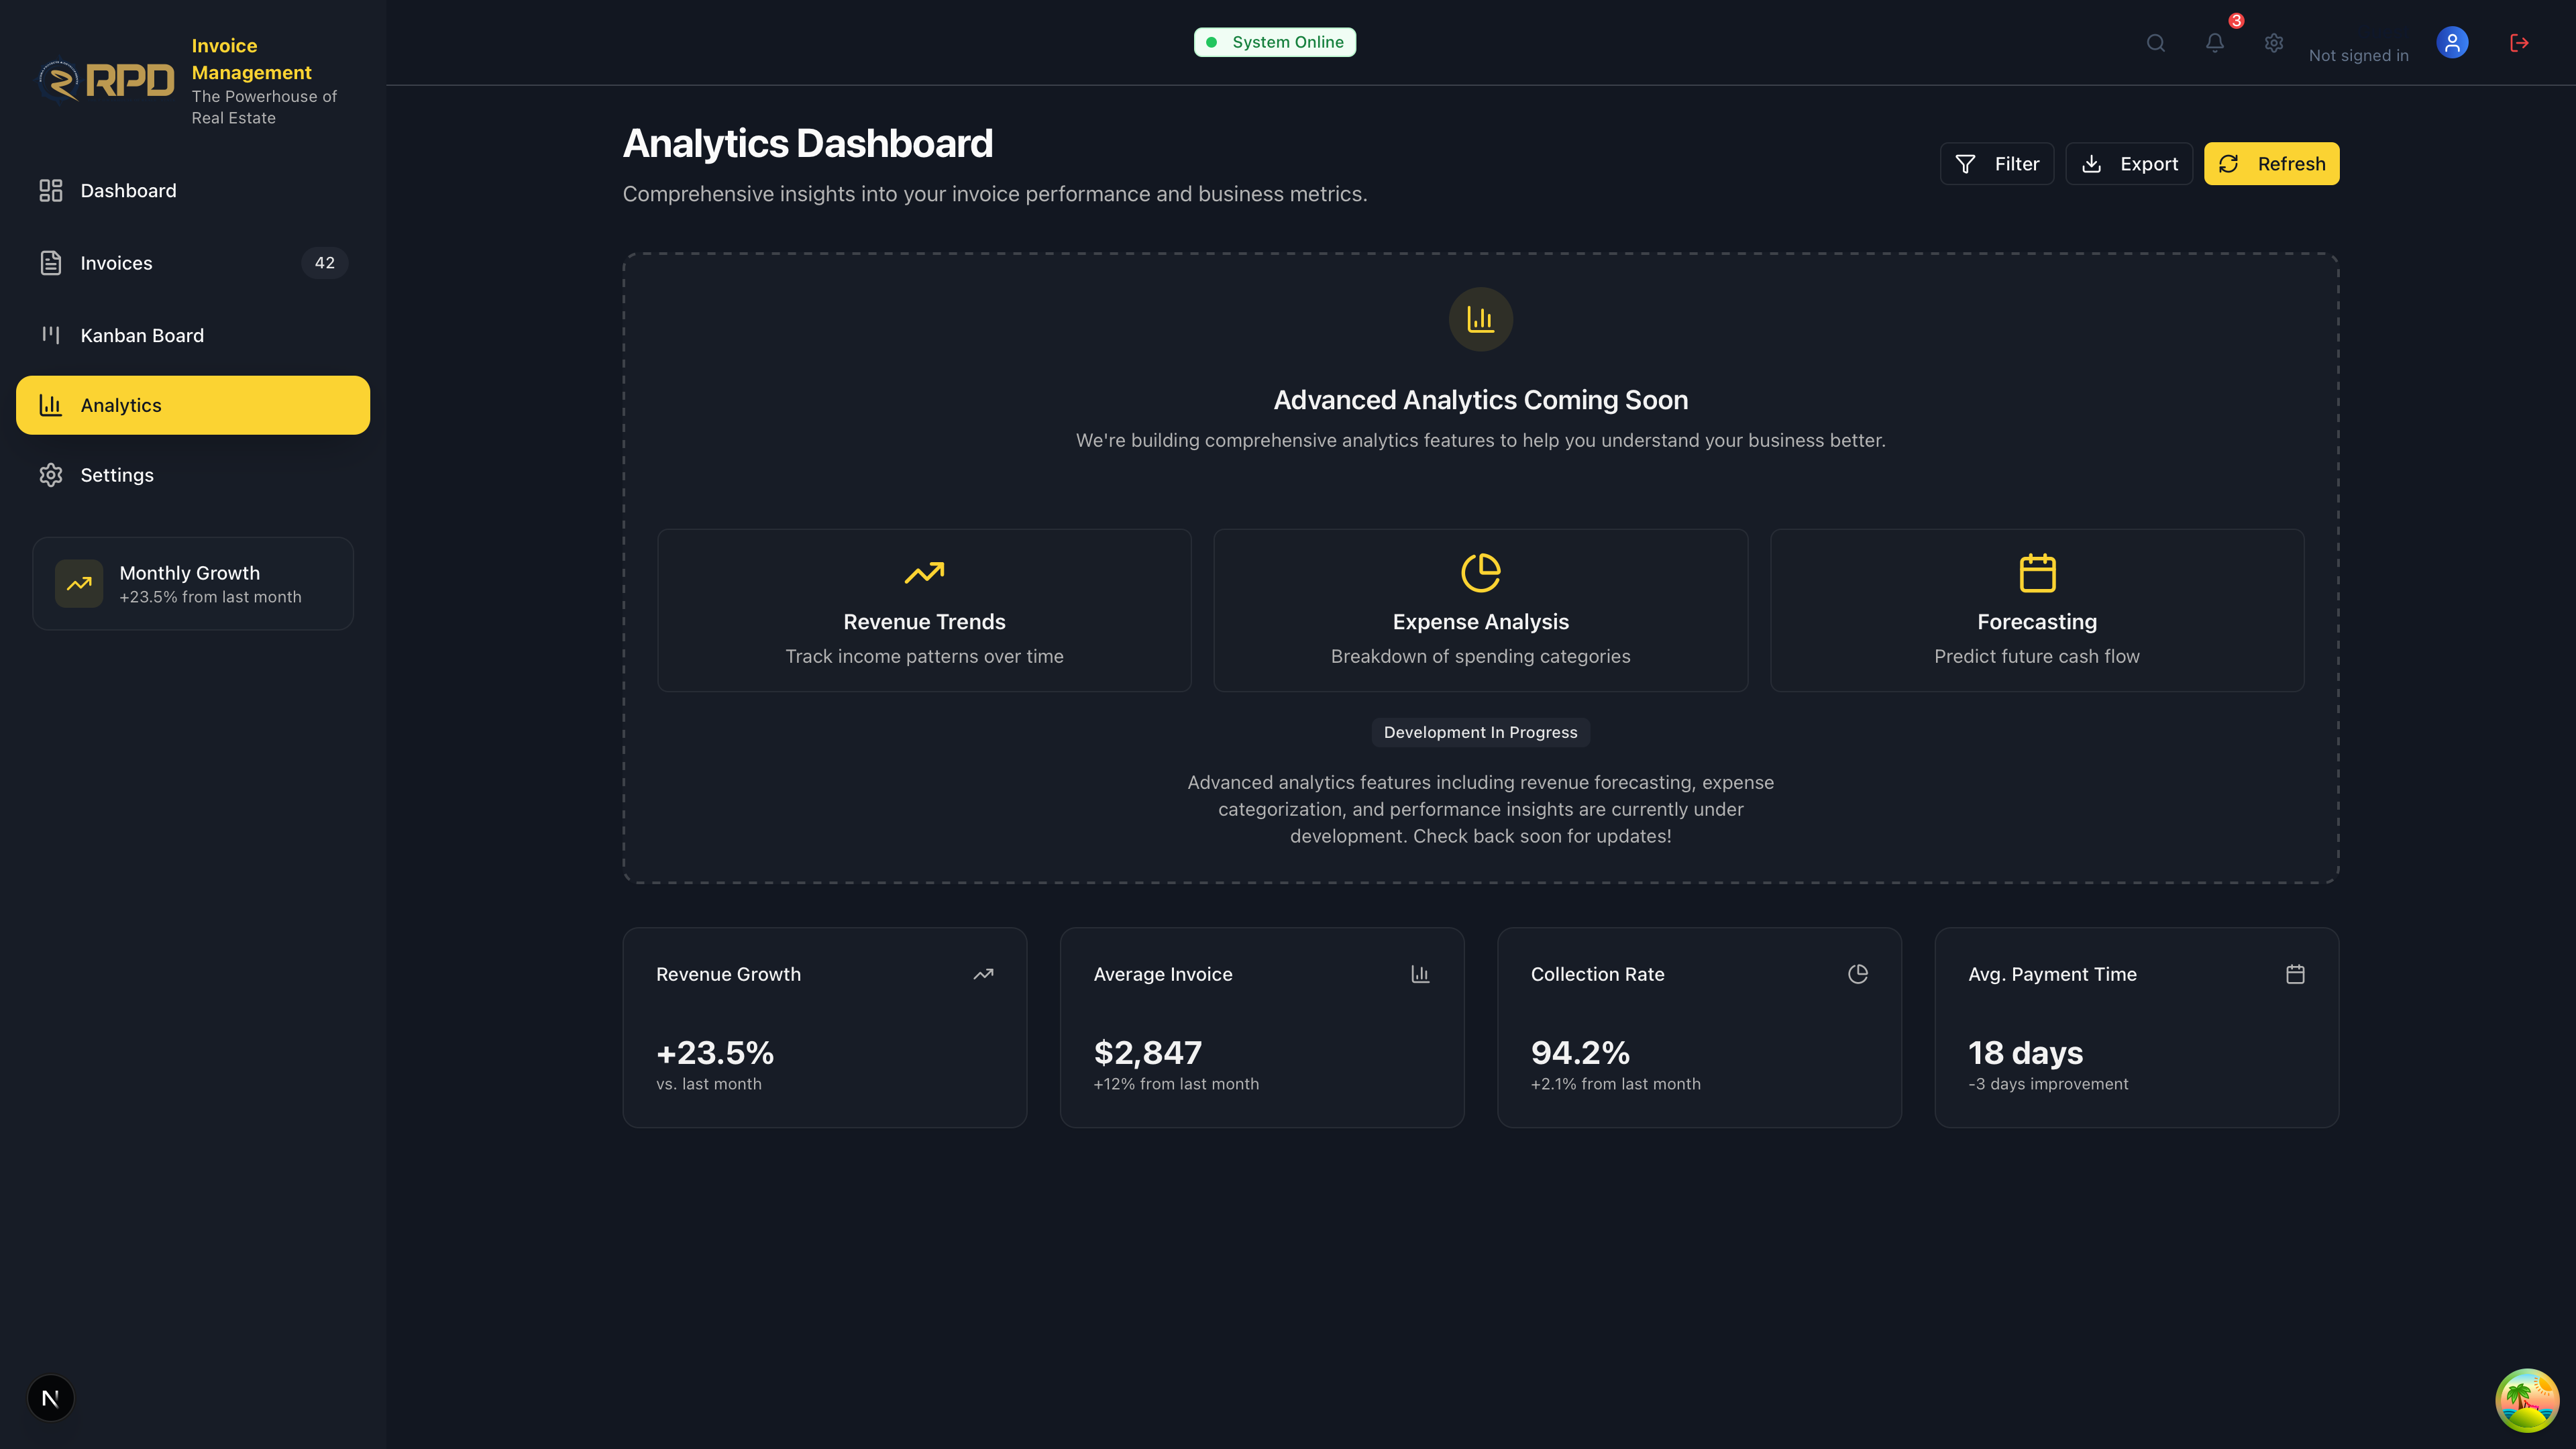 RPD
Invoice
Management
The Powerhouse of
Real Estate
Dashboard
Invoices 42
Kanban Board
Analytics
Settings
Monthly Growth
+23.5% from last month
N
System Online
3
Not signed in
Analytics Dashboard
Comprehensive insights into your invoice performance and business metrics.
Filter Export Refresh
Advanced Analytics Coming Soon
We're building comprehensive analytics features to help you understand your business better.
Revenue Trends
Track income patterns over time
Expense Analysis
Breakdown of spending categories
Forecasting
Predict future cash flow
Development In Progress
Advanced analytics features including revenue forecasting, expense
categorization, and performance insights are currently under
development. Check back soon for updates!
Revenue Growth
+23.5%
vs. last month
Average Invoice
$2,847
+12% from last month
Collection Rate
94.2%
+2.1% from last month
Avg. Payment Time
18 days
-3 days improvement